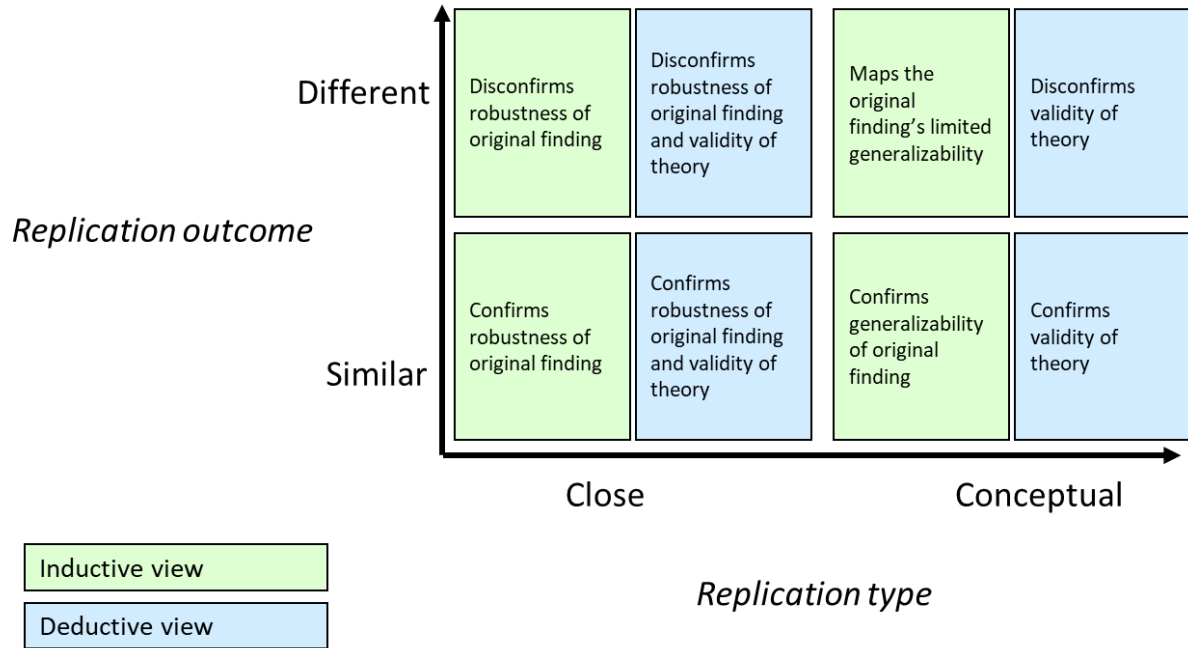 Different
Disconfirms
robustness of
original finding
Disconfirms
robustness of
original finding
and validity of
theory
Maps the
original
finding’s limited
generalizability
Disconfirms
validity of
theory
Replication outcome
Similar
Confirms
robustness of
original finding
Confirms
robustness of
original finding
and validity of
theory
Confirms
generalizability
of original
finding
Confirms
validity of
theory
Close
Conceptual
Replication type
Inductive view
Deductive view